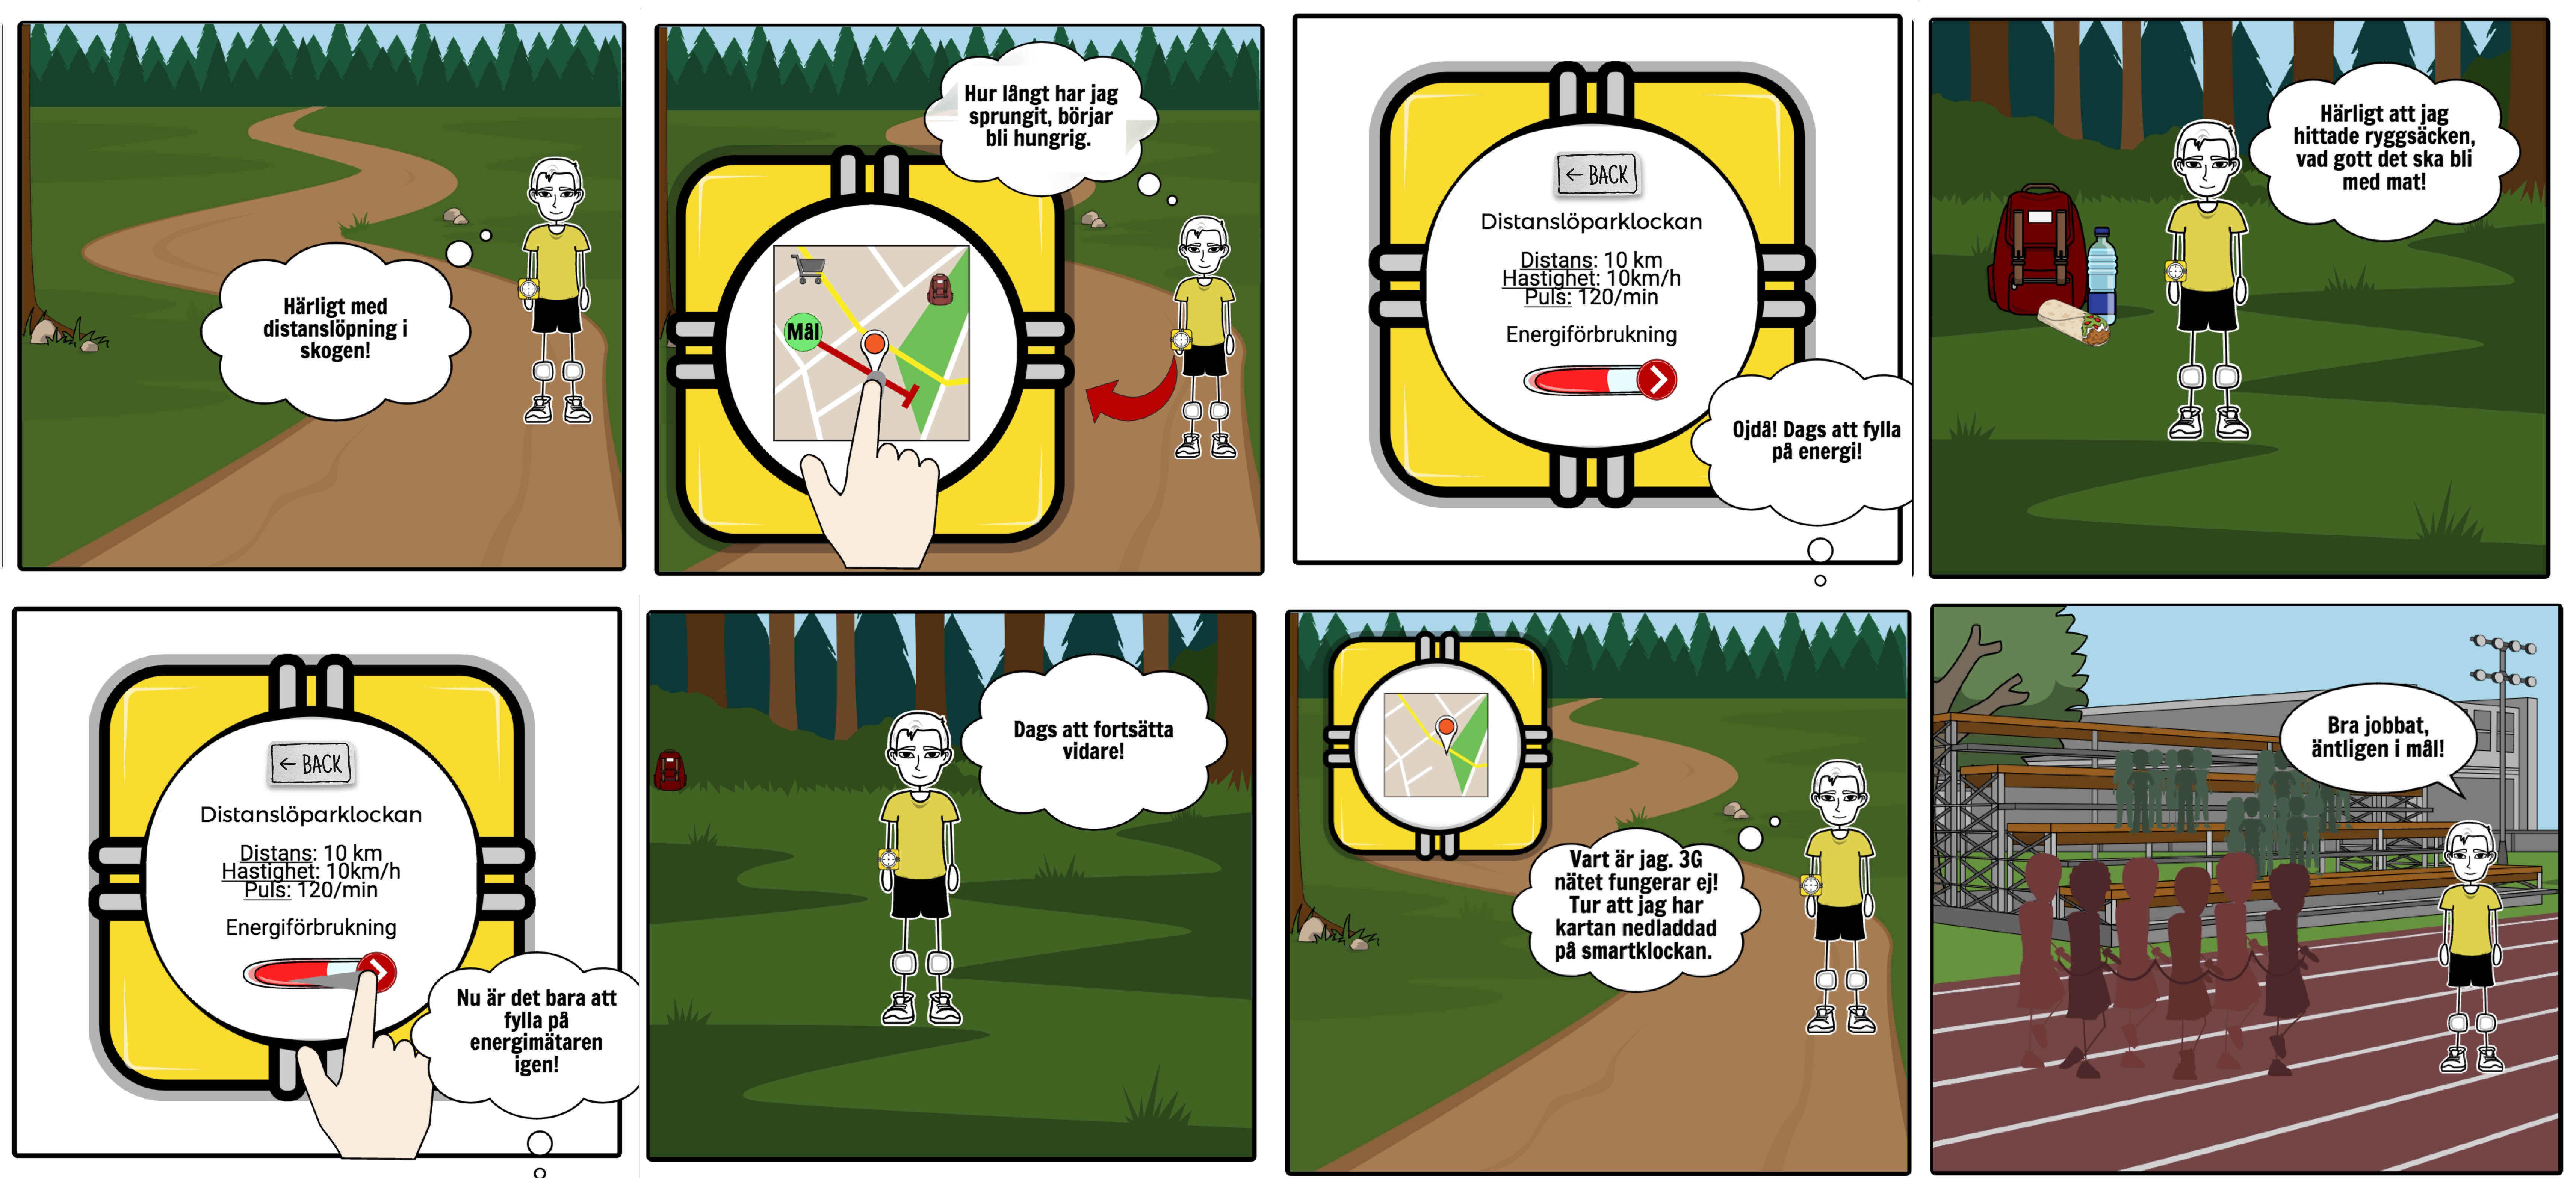 Härligt med
distanslöpning i
skogen!
Hur långt har jag
sprungit, börjar
bli hungrig.
Mål
← BACK
Distanslöparklockan
Distans: 10 km
Hastighet: 10km/h
Puls: 120/min
Energiförbrukning
Ojdå! Dags att fylla
på energi!
Härligt att jag
hittade ryggsäcken,
vad gott det ska bli
med mat!
← BACK
Distanslöparklockan
Distans: 10 km
Hastighet: 10km/h
Puls: 120/min
Energiförbrukning
Nu är det bara att
fylla på
energimätaren
igen!
Dags att fortsätta
vidare!
Vart är jag. 3G
nätet fungerar ej!
Tur att jag har
kartan nedladdad
på smartklockan.
Bra jobbat,
äntligen i mål!